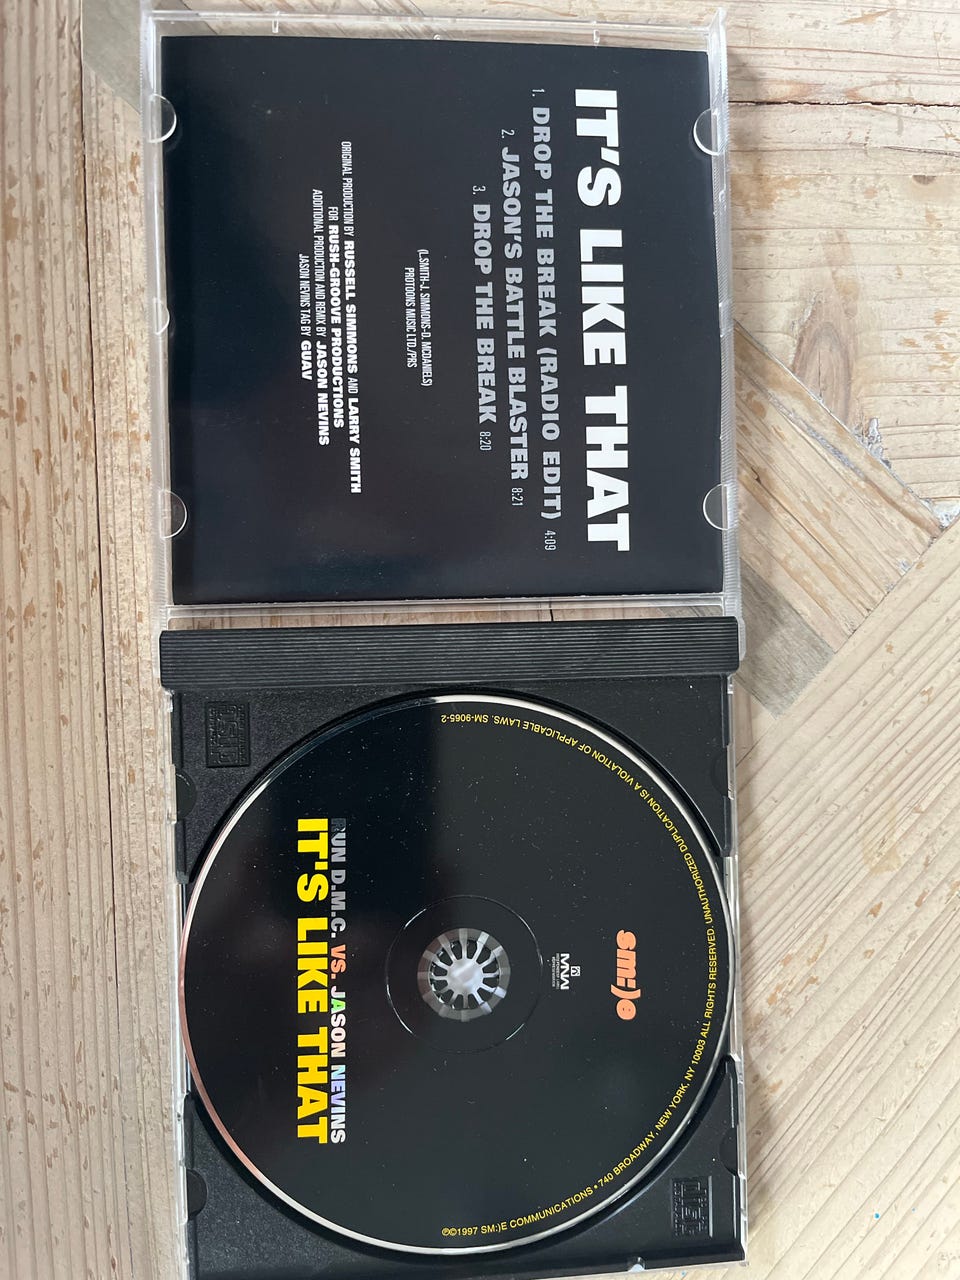 IT'S LIKE THAT
1. DROP THE BREAK (RADIO EDIT) 4:09
2. JASON'S BATTLE BLASTER 8:21
3. DROP THE BREAK 8:20
(L.SMITH-J. SIMMONS-D. MCDANIELS)
PROTOONS MUSIC LTD./PRS
ORIGINAL PRODUCTION BY RUSSELL SIMMONS AND LARRY SMITH
FOR RUSH-GROOVE PRODUCTIONS
ADDITIONAL PRODUCTION AND REMIX BY JASON NEVINS
JASON NEVINS TAG BY GUAV
sm:)e
MNW
RUN D.M.C. VS. JASON NEVINS
IT'S LIKE THAT
℗©1997 SM:)E COMMUNICATIONS • 740 BROADWAY, NEW YORK, NY 10003 ALL RIGHTS RESERVED. UNAUTHORIZED DUPLICATION IS A VIOLATION OF APPLICABLE LAWS. SM-9065-2
disc